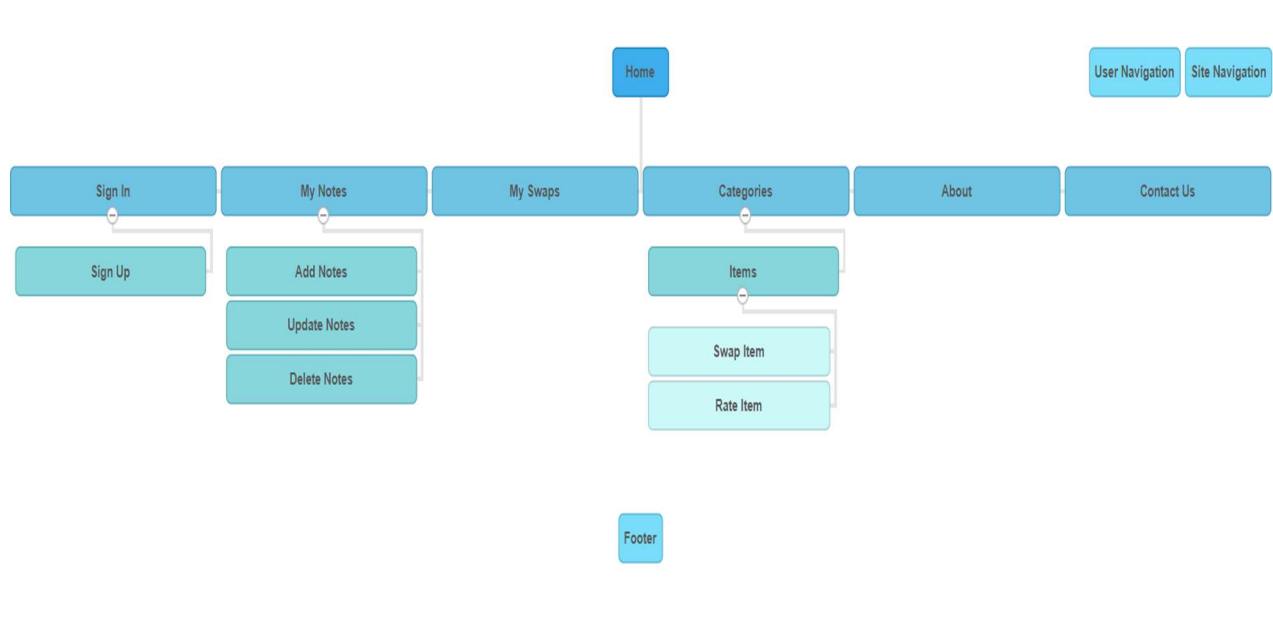 Home
User Navigation
Site Navigation
Sign In
My Notes
My Swaps
Categories
About
Contact Us
Sign Up
Add Notes
Items
Update Notes
Swap Item
Delete Notes
Rate Item
Footer